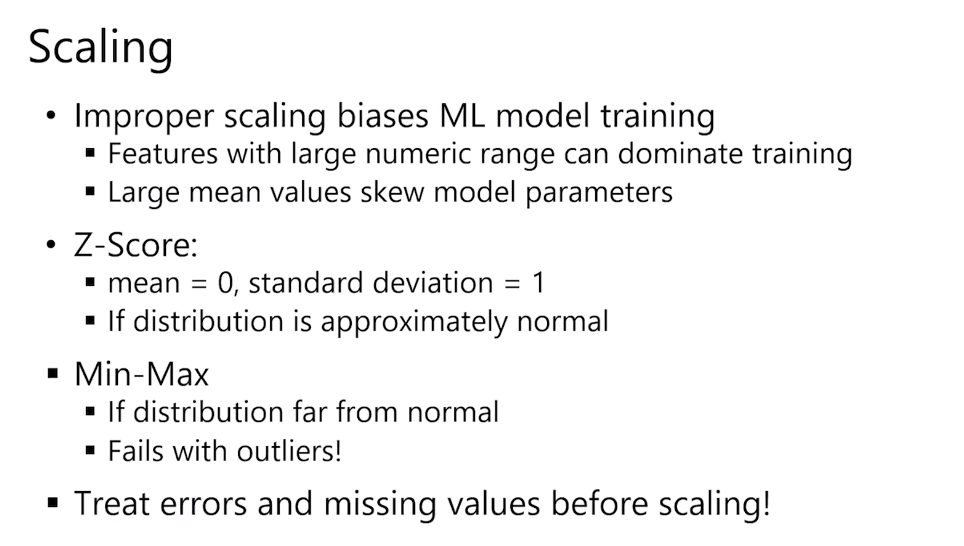 Scaling
• Improper scaling biases ML model training
▪ Features with large numeric range can dominate training
▪ Large mean values skew model parameters
• Z-Score:
▪ mean = 0, standard deviation = 1
▪ If distribution is approximately normal
▪ Min-Max
▪ If distribution far from normal
▪ Fails with outliers!
▪ Treat errors and missing values before scaling!